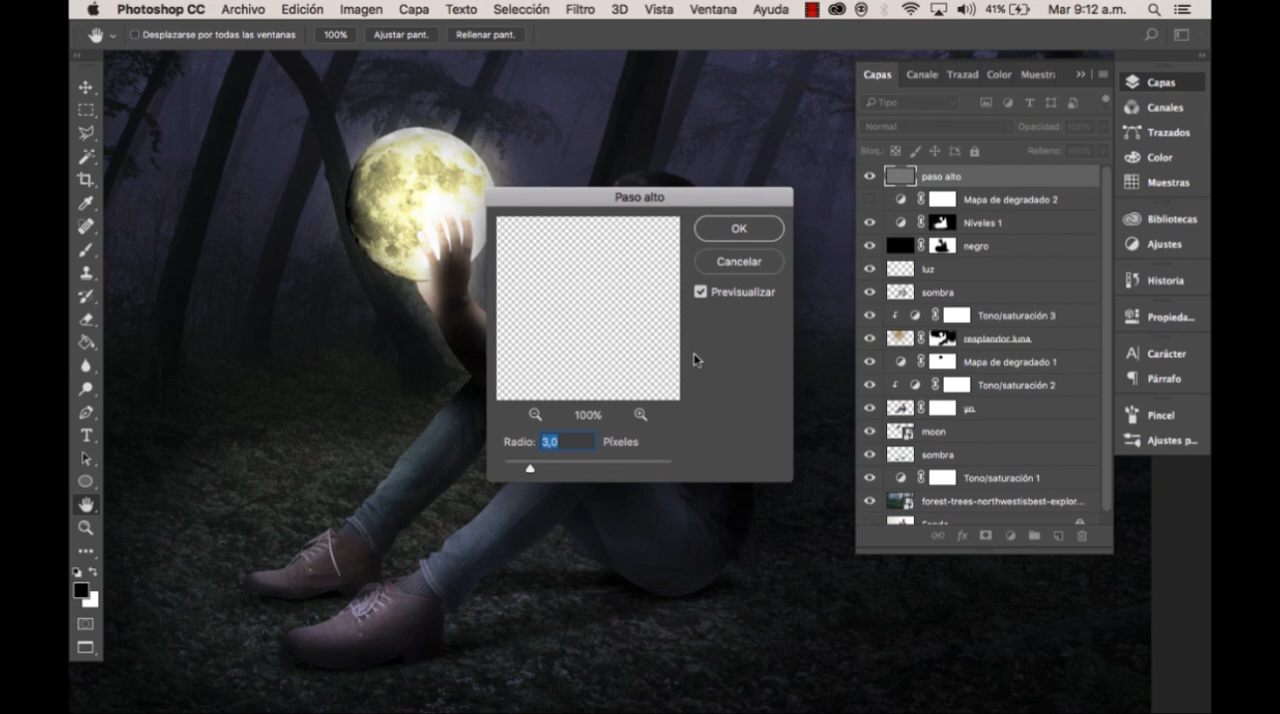 Photoshop CC Archivo Edición Imagen Capa Texto Selección Filtro 3D Vista Ventana Ayuda 41% Mar 9:12 a.m.
Desplazarse por todas las ventanas 100% Ajustar pant. Rellenar pant.
Capas Canale Trazad Color Muestr
Tipo
Normal Opacidad: 100%
Bloq.: Relleno: 100%
paso alto
Mapa de degradado 2
Niveles 1
negro
luz
sombra
Tono/saturación 3
resplandor luna
Mapa de degradado 1
Tono/saturación 2
yo
moon
sombra
Tono/saturación 1
forest-trees-northwestisbest-explor...
Fondo
Capas
Canales
Trazados
Color
Muestras
Bibliotecas
Ajustes
Historia
Propieda...
Carácter
Párrafo
Pincel
Ajustes p...
Paso alto
OK
Cancelar
Previsualizar
100%
Radio: 3,0 Píxeles